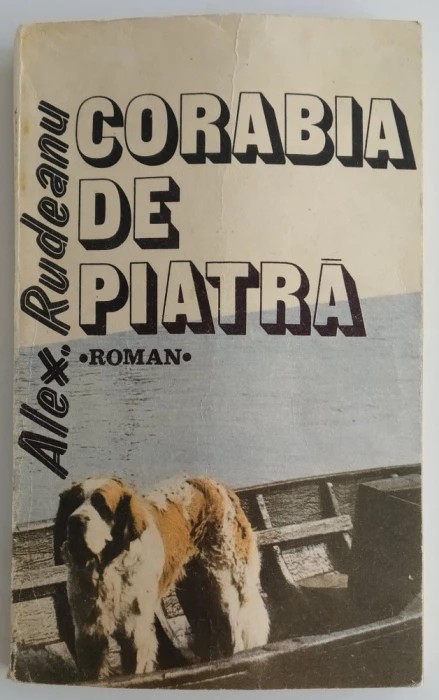 Alex. Rudeanu
CORABIA
DE
PIATRĂ
•ROMAN•